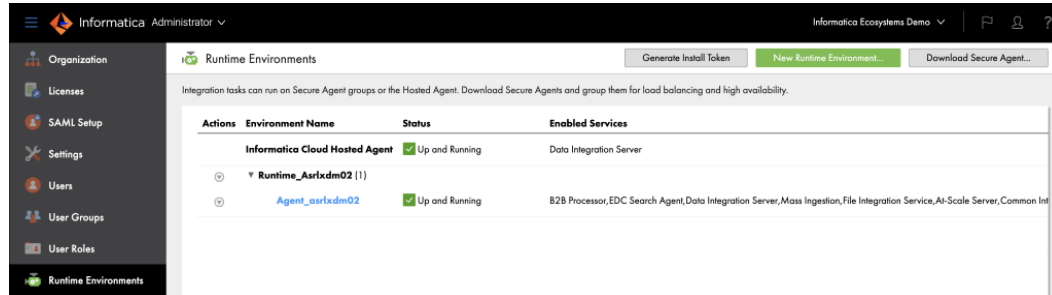 Informatica Administrator
Informatica Ecosystems Demo
?
Organization
Licenses
SAML Setup
Settings
Users
User Groups
User Roles
Runtime Environments
Runtime Environments
Generate Install Token
New Runtime Environment...
Download Secure Agent...
Integration tasks can run on Secure Agent groups or the Hosted Agent. Download Secure Agents and group them for load balancing and high availability.
Actions Environment Name Status Enabled Services
Informatica Cloud Hosted Agent Up and Running Data Integration Server
Runtime_Asrlxdm02 (1)
Agent_asrlxdm02 Up and Running B2B Processor,EDC Search Agent,Data Integration Server,Mass Ingestion,File Integration Service,At-Scale Server,Common Int